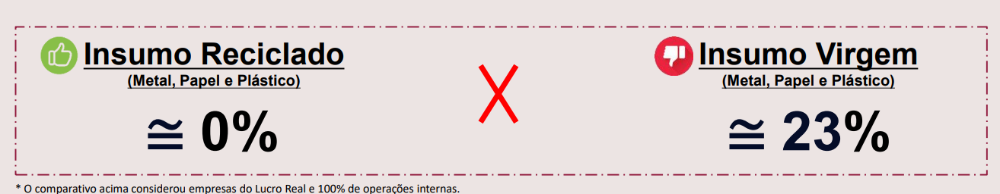 Insumo Reciclado
(Metal, Papel e Plástico)
≅ 0%
X
Insumo Virgem
(Metal, Papel e Plástico)
≅ 23%
* O comparativo acima considerou empresas do Lucro Real e 100% de operações internas.